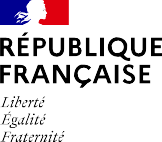 RÉPUBLIQUE
FRANÇAISE
Liberté
Égalité
Fraternité